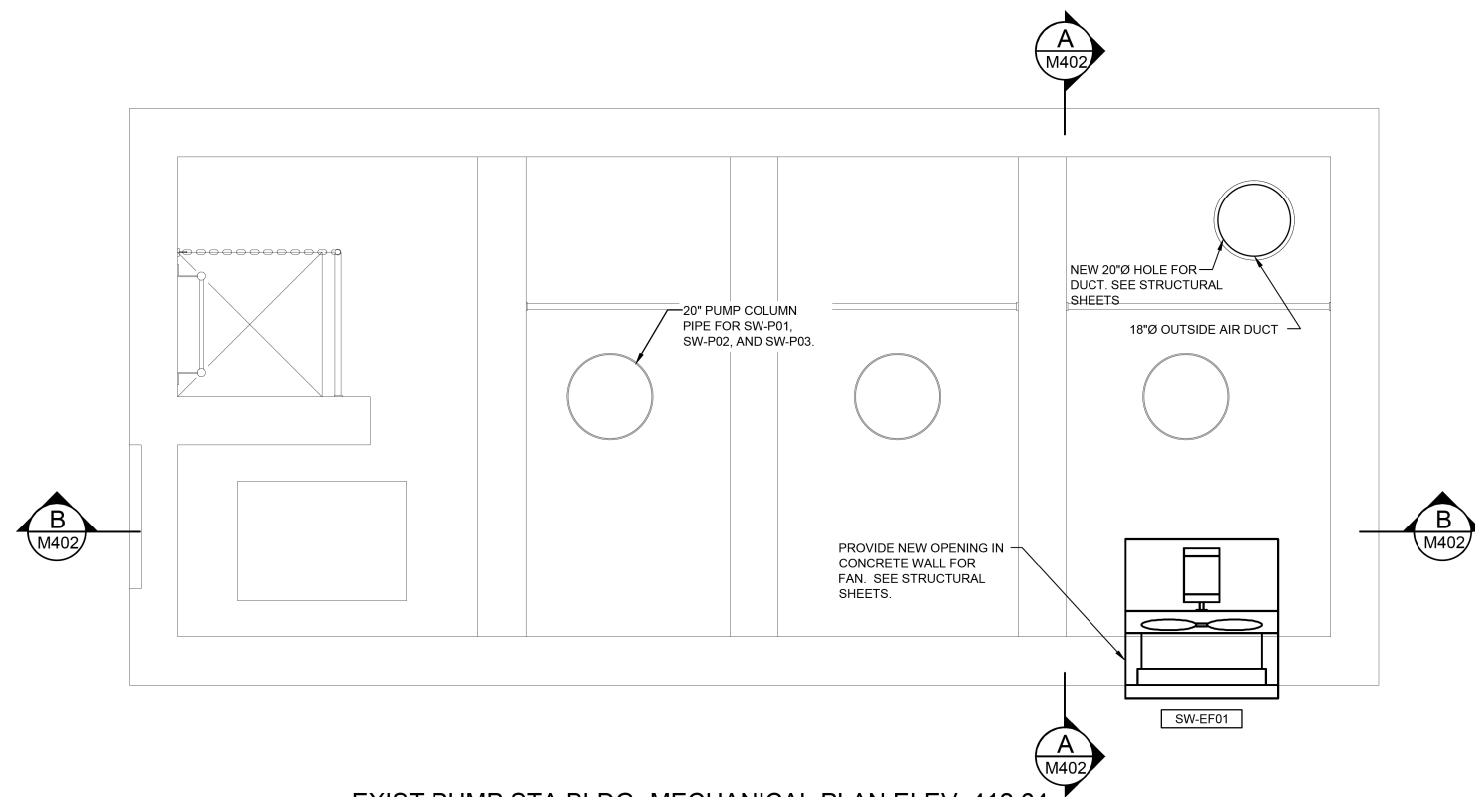 A
M402
NEW 20"Ø HOLE FOR
DUCT. SEE STRUCTURAL
SHEETS
18"Ø OUTSIDE AIR DUCT
20" PUMP COLUMN
PIPE FOR SW-P01,
SW-P02, AND SW-P03.
B
M402
B
M402
PROVIDE NEW OPENING IN
CONCRETE WALL FOR
FAN. SEE STRUCTURAL
SHEETS.
SW-EF01
A
M402